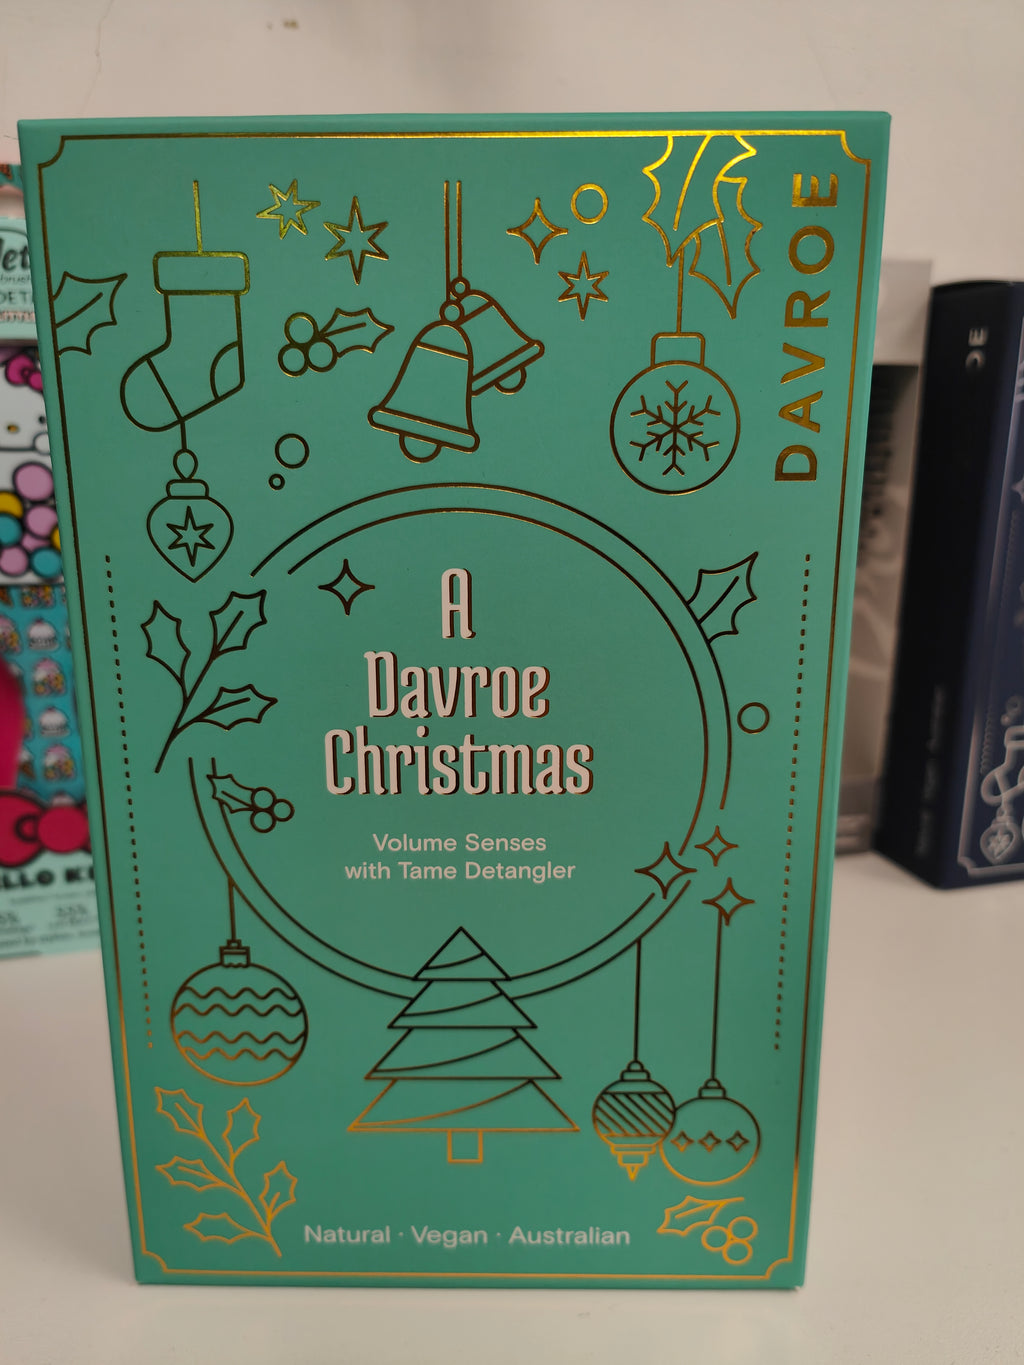 DAVROE
A
Davroe
Christmas
Volume Senses
with Tame Detangler
Natural · Vegan · Australian